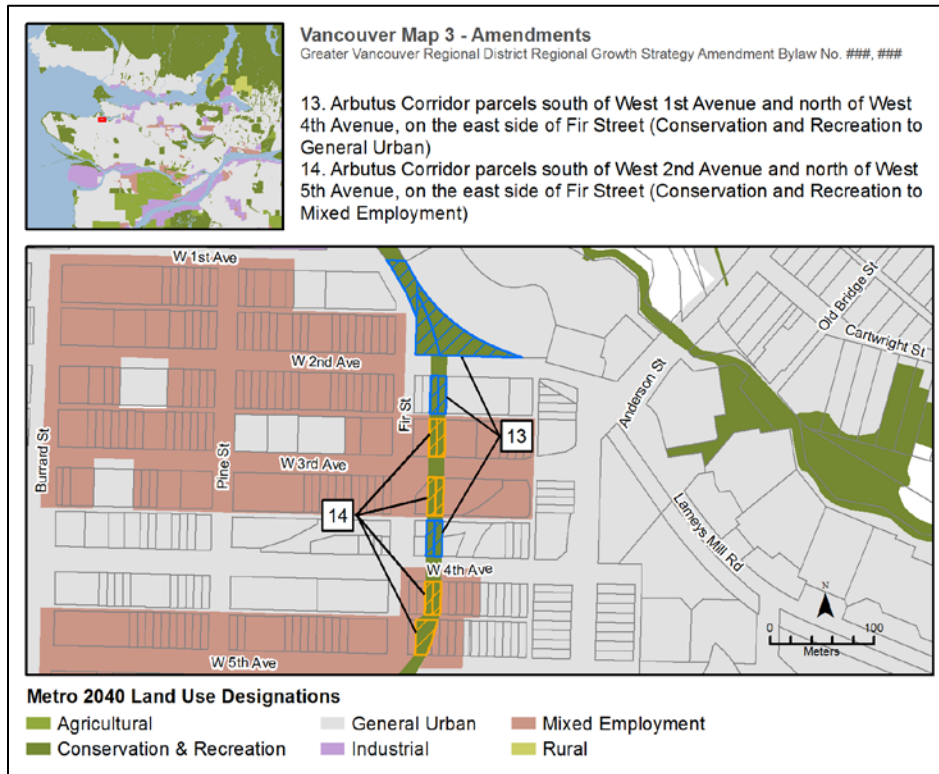 Vancouver Map 3 - Amendments
Greater Vancouver Regional District Regional Growth Strategy Amendment Bylaw No. ###, ###
13. Arbutus Corridor parcels south of West 1st Avenue and north of West
4th Avenue, on the east side of Fir Street (Conservation and Recreation to
General Urban)
14. Arbutus Corridor parcels south of West 2nd Avenue and north of West
5th Avenue, on the east side of Fir Street (Conservation and Recreation to
Mixed Employment)
W 1st Ave
Old Bridge St
Cartwright St
W 2nd Ave
Anderson St
Fir St
13
Burrard St
Pine St
W 3rd Ave
14
Lameys Mill Rd
W 4th Ave
N
0 100
Meters
W 5th Ave
Metro 2040 Land Use Designations
Agricultural
General Urban
Mixed Employment
Conservation & Recreation
Industrial
Rural